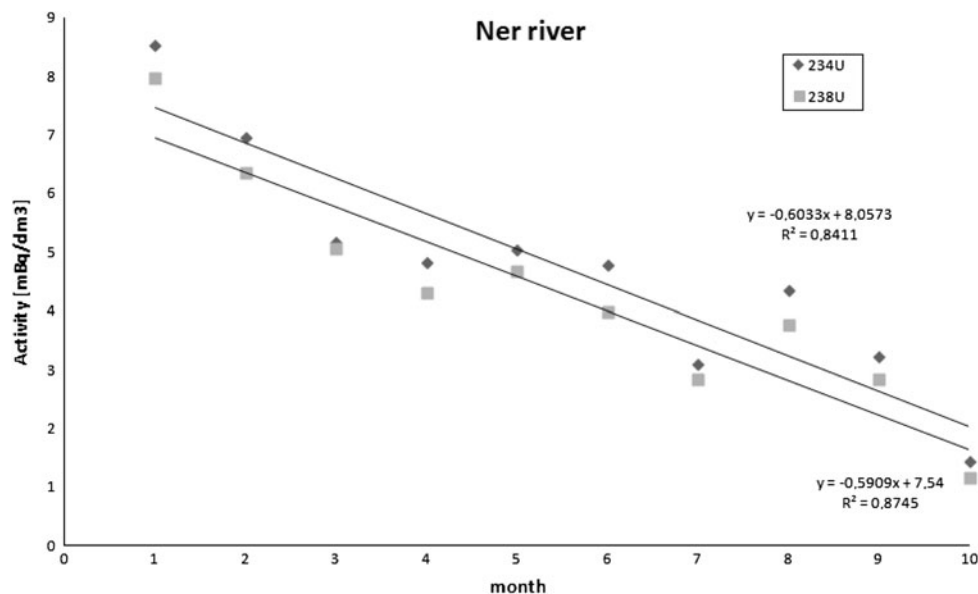 Ner river
234U
238U
Activity [mBq/dm3]
9
8
7
6
5
4
3
2
1
0
y = -0,6033x + 8,0573
R² = 0,8411
y = -0,5909x + 7,54
R² = 0,8745
0 1 2 3 4 5 6 7 8 9 10
month